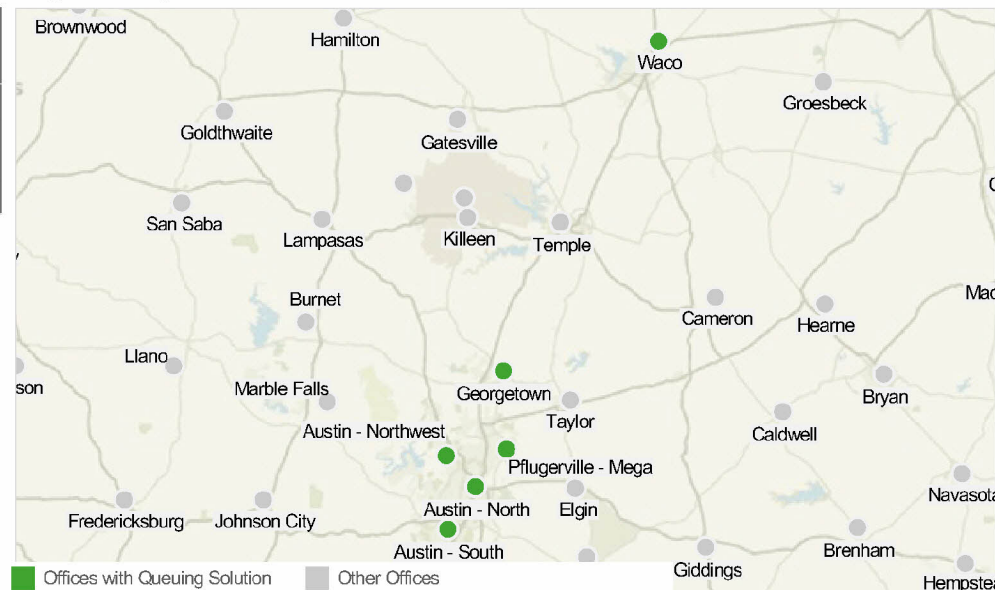 Brownwood
Hamilton
Waco
Groesbeck
Goldthwaite
Gatesville
San Saba
Lampasas
Killeen
Temple
Burnet
Mac
Cameron
Hearne
Llano
son
Marble Falls
Georgetown
Bryan
Taylor
Austin - Northwest
Caldwell
Pflugerville - Mega
Navasota
Austin - North
Elgin
Fredericksburg
Johnson City
Austin - South
Brenham
Giddings
Offices with Queuing Solution
Other Offices
Hempstea